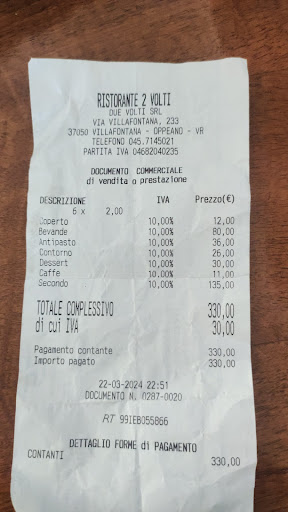 RISTORANTE 2 VOLTI
DUE VOLTI SRL
VIA VILLAFONTANA, 233
37050 VILLAFONTANA - OPPEANO - VR
TELEFONO 045.7145021
PARTITA IVA 04682040235
DOCUMENTO COMMERCIALE
di vendita o prestazione
DESCRIZIONE IVA Prezzo(€)
6 x 2,00
Coperto 10,00% 12,00
Bevande 10,00% 80,00
Antipasto 10,00% 36,00
Contorno 10,00% 26,00
Dessert 10,00% 30,00
Caffe 10,00% 11,00
Secondo 10,00% 135,00
TOTALE COMPLESSIVO 330,00
di cui IVA 30,00
Pagamento contante 330,00
Importo pagato 330,00
22-03-2024 22:51
DOCUMENTO N. 0287-0020
RT 99IEB055866
DETTAGLIO FORME di PAGAMENTO
CONTANTI 330,00